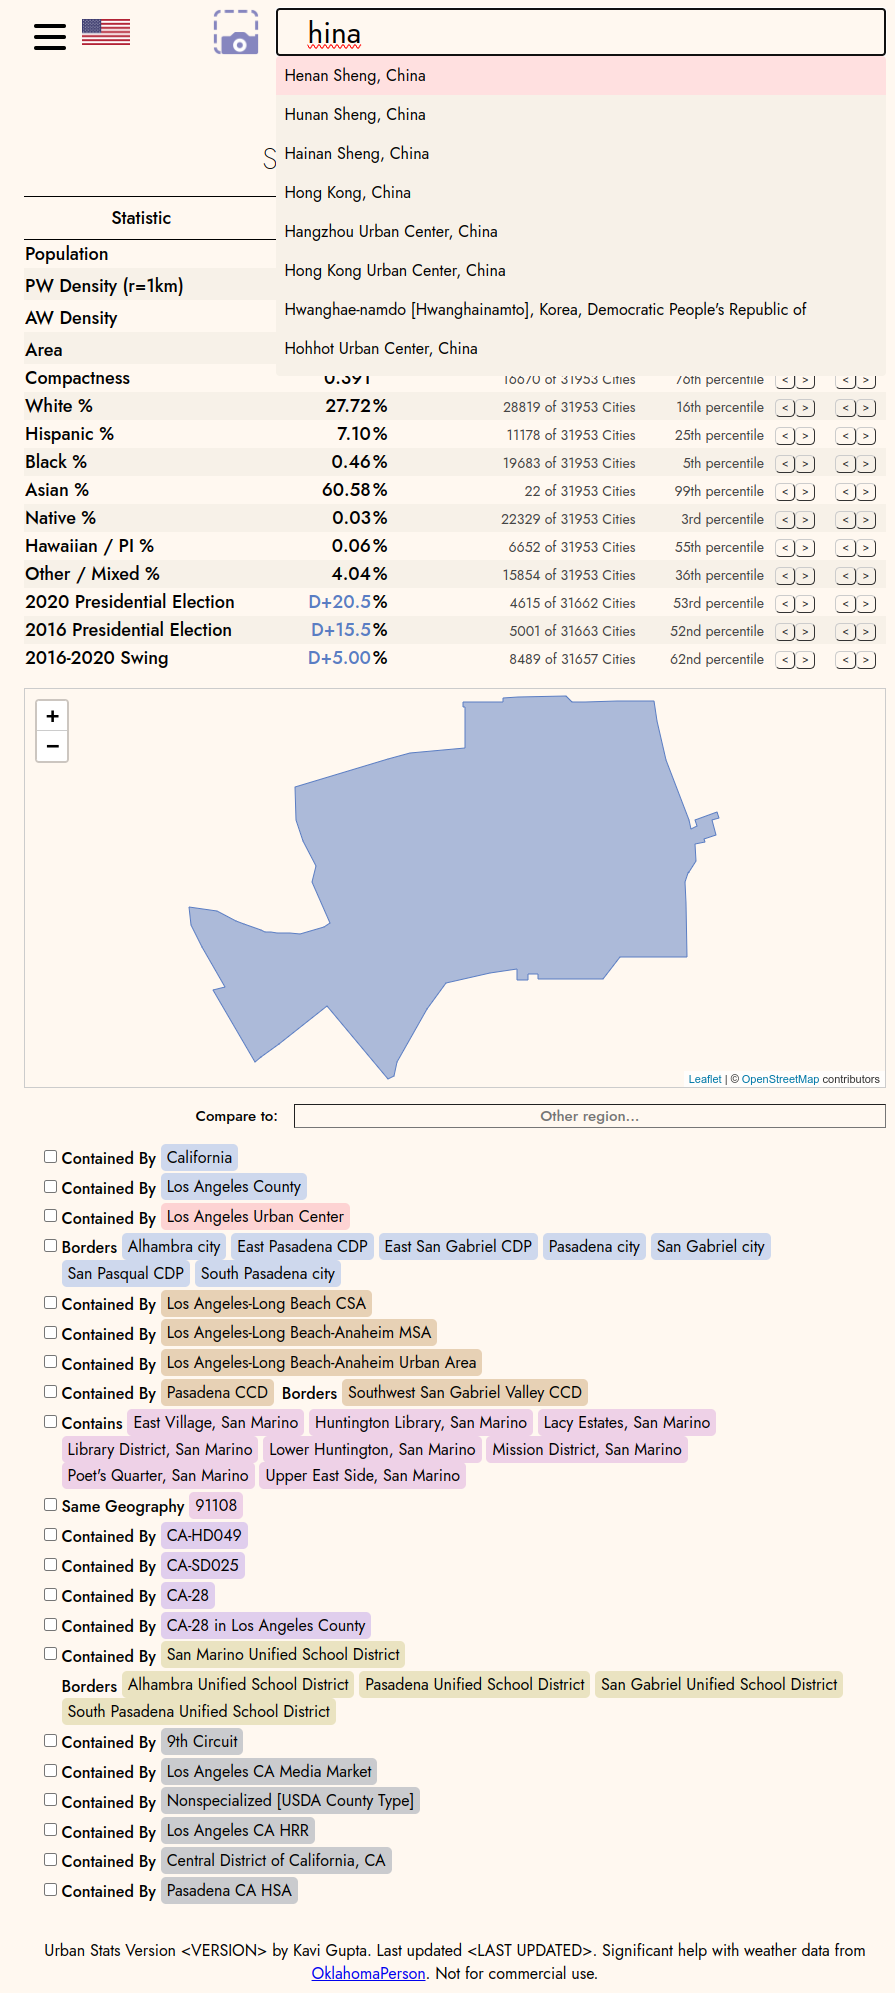 hina
Henan Sheng, China
Hunan Sheng, China
Hainan Sheng, China
Hong Kong, China
Hangzhou Urban Center, China
Hong Kong Urban Center, China
Hwanghae-namdo [Hwanghainamto], Korea, Democratic People's Republic of
Hohhot Urban Center, China
S
Statistic
Population
PW Density (r=1km)
AW Density
Area
Compactness 0.391 16670 of 31953 Cities 76th percentile < > < >
White % 27.72% 28819 of 31953 Cities 16th percentile < > < >
Hispanic % 7.10% 11178 of 31953 Cities 25th percentile < > < >
Black % 0.46% 19683 of 31953 Cities 5th percentile < > < >
Asian % 60.58% 22 of 31953 Cities 99th percentile < > < >
Native % 0.03% 22329 of 31953 Cities 3rd percentile < > < >
Hawaiian / PI % 0.06% 6652 of 31953 Cities 55th percentile < > < >
Other / Mixed % 4.04% 15854 of 31953 Cities 36th percentile < > < >
2020 Presidential Election D+20.5% 4615 of 31662 Cities 53rd percentile < > < >
2016 Presidential Election D+15.5% 5001 of 31663 Cities 52nd percentile < > < >
2016-2020 Swing D+5.00% 8489 of 31657 Cities 62nd percentile < > < >
+
−
Leaflet | © OpenStreetMap contributors
Compare to: Other region...
Contained By California
Contained By Los Angeles County
Contained By Los Angeles Urban Center
Borders Alhambra city East Pasadena CDP East San Gabriel CDP Pasadena city San Gabriel city
San Pasqual CDP South Pasadena city
Contained By Los Angeles-Long Beach CSA
Contained By Los Angeles-Long Beach-Anaheim MSA
Contained By Los Angeles-Long Beach-Anaheim Urban Area
Contained By Pasadena CCD Borders Southwest San Gabriel Valley CCD
Contains East Village, San Marino Huntington Library, San Marino Lacy Estates, San Marino
Library District, San Marino Lower Huntington, San Marino Mission District, San Marino
Poet's Quarter, San Marino Upper East Side, San Marino
Same Geography 91108
Contained By CA-HD049
Contained By CA-SD025
Contained By CA-28
Contained By CA-28 in Los Angeles County
Contained By San Marino Unified School District
Borders Alhambra Unified School District Pasadena Unified School District San Gabriel Unified School District
South Pasadena Unified School District
Contained By 9th Circuit
Contained By Los Angeles CA Media Market
Contained By Nonspecialized [USDA County Type]
Contained By Los Angeles CA HRR
Contained By Central District of California, CA
Contained By Pasadena CA HSA
Urban Stats Version <VERSION> by Kavi Gupta. Last updated <LAST UPDATED>. Significant help with weather data from
OklahomaPerson. Not for commercial use.